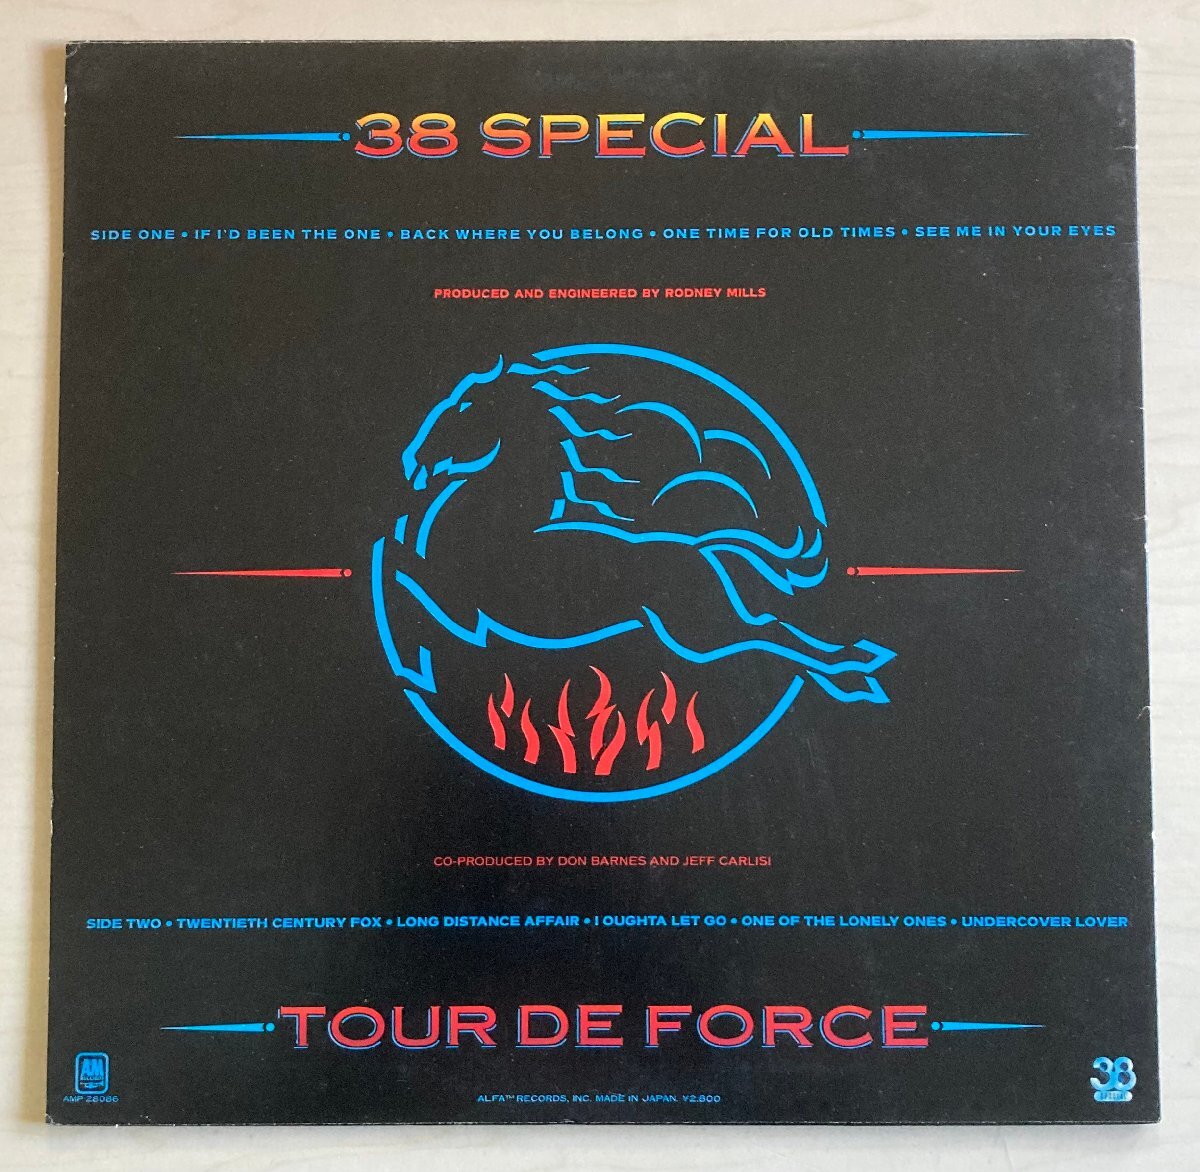 38 SPECIAL
SIDE ONE • IF I'D BEEN THE ONE • BACK WHERE YOU BELONG • ONE TIME FOR OLD TIMES • SEE ME IN YOUR EYES
PRODUCED AND ENGINEERED BY RODNEY MILLS
CO-PRODUCED BY DON BARNES AND JEFF CARLISI
SIDE TWO • TWENTIETH CENTURY FOX • LONG DISTANCE AFFAIR • I OUGHTA LET GO • ONE OF THE LONELY ONES • UNDERCOVER LOVER
TOUR DE FORCE
AM
RECORDS
AMP 28086
ALFA™ RECORDS, INC. MADE IN JAPAN. ¥2,800
38
SPECIAL